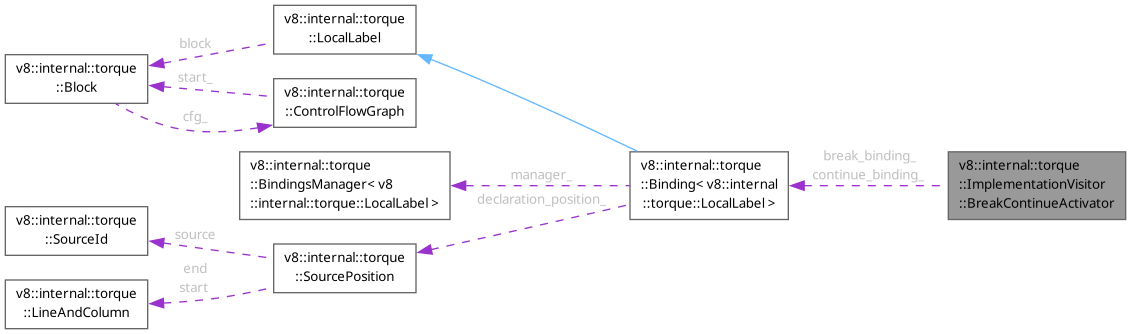 v8::internal::torque
::LocalLabel
block
v8::internal::torque
::Block
start_
v8::internal::torque
::ControlFlowGraph
cfg_
v8::internal::torque
::BindingsManager< v8
::internal::torque::LocalLabel >
manager_
declaration_position_
v8::internal::torque
::Binding< v8::internal
::torque::LocalLabel >
break_binding_
continue_binding_
v8::internal::torque
::ImplementationVisitor
::BreakContinueActivator
v8::internal::torque
::SourceId
source
v8::internal::torque
::SourcePosition
end
start
v8::internal::torque
::LineAndColumn